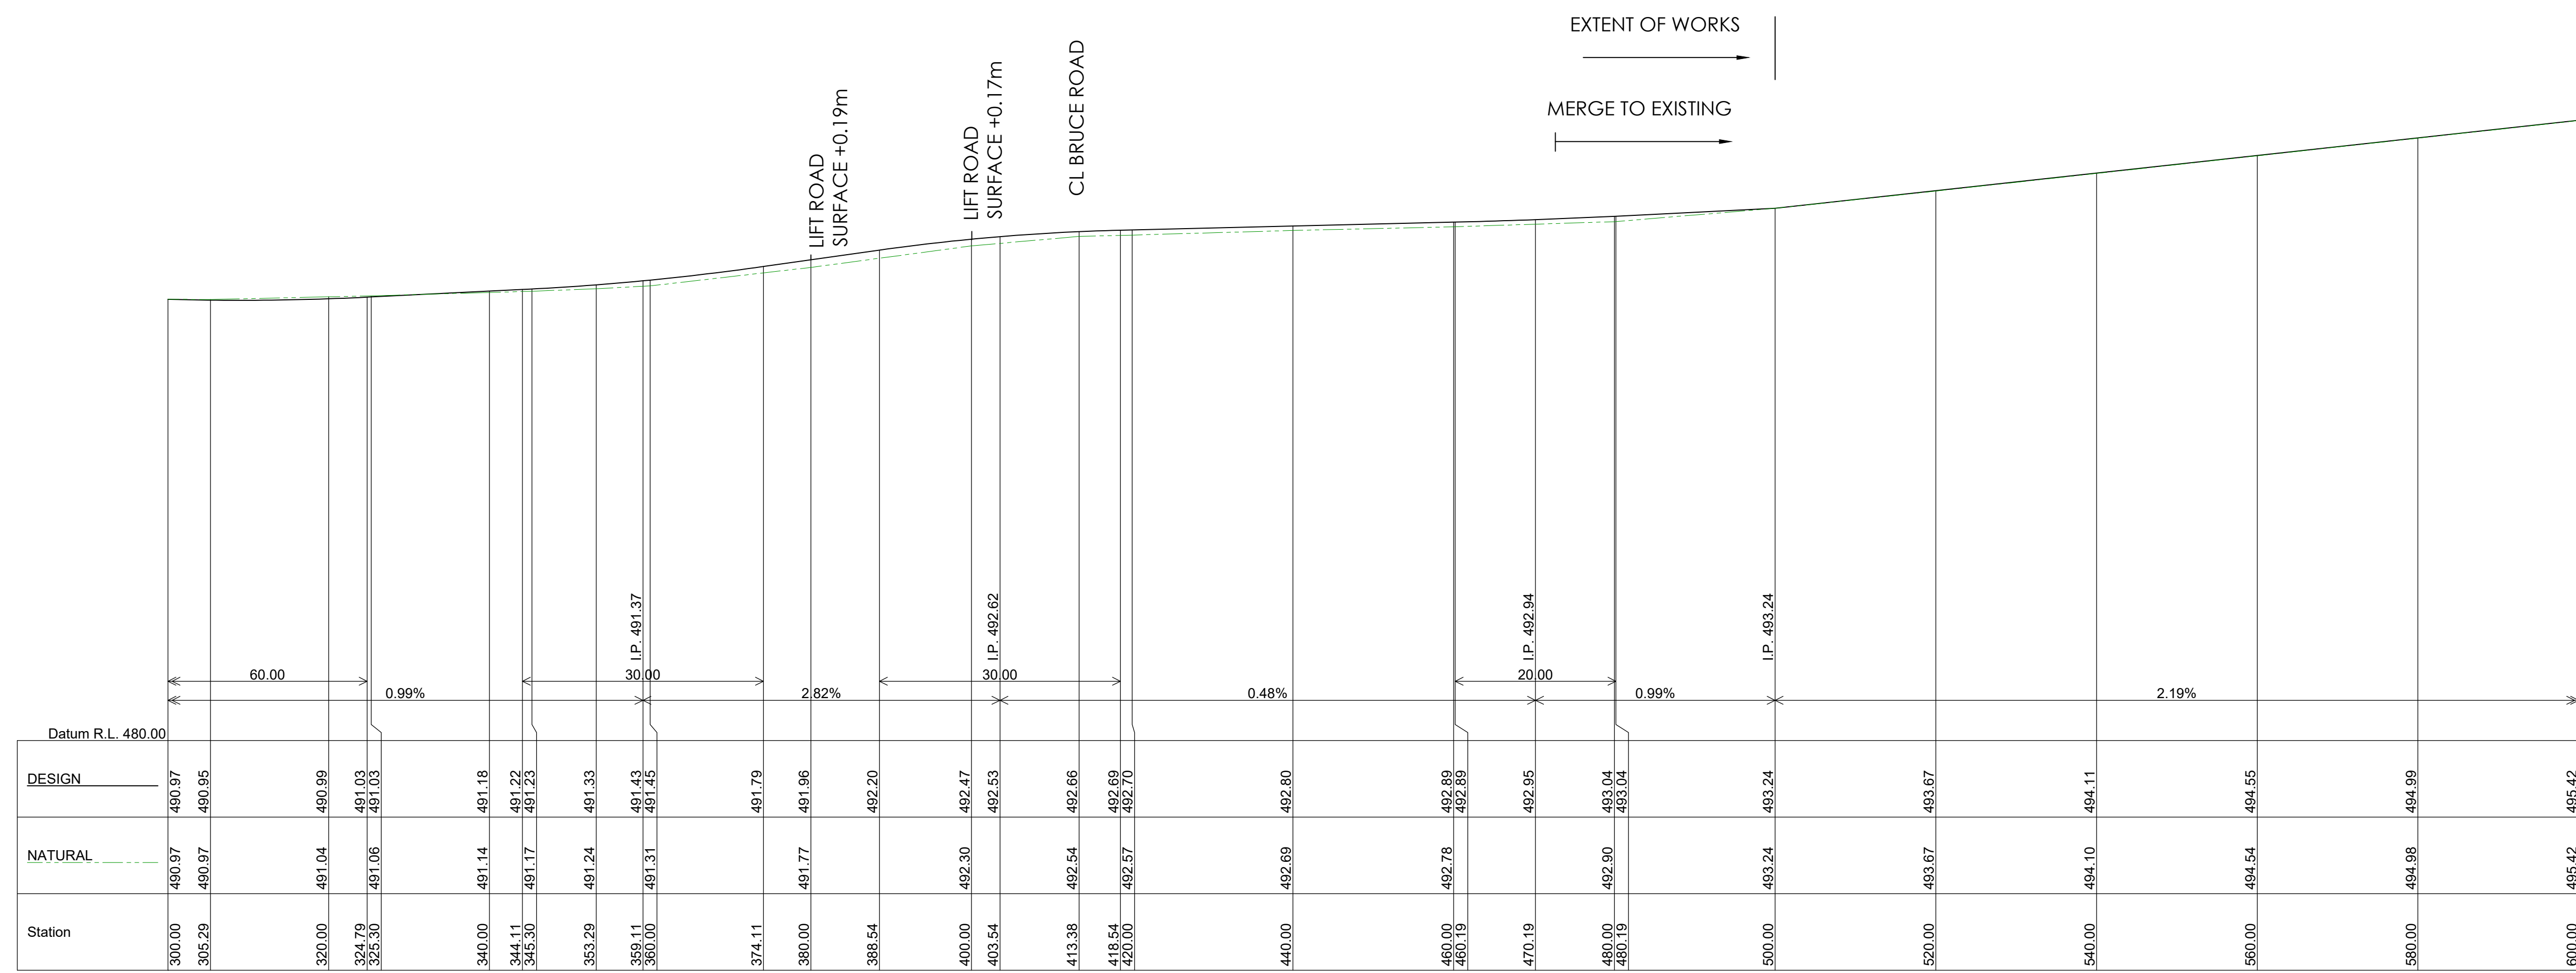 EXTENT OF WORKS
MERGE TO EXISTING
LIFT ROAD
SURFACE +0.19m
LIFT ROAD
SURFACE +0.17m
CL BRUCE ROAD
I.P. 491.37
I.P. 492.62
I.P. 492.94
I.P. 493.24
60.00 30.00 30.00 20.00
0.99% 2.82% 0.48% 0.99% 2.19%
Datum R.L. 480.00
DESIGN 490.97 490.95 490.99 491.03 491.03 491.18 491.22 491.23 491.33 491.43 491.45 491.79 491.96 492.20 492.47 492.53 492.66 492.69 492.70 492.80 492.89 492.89 492.95 493.04 493.04 493.24 493.67 494.11 494.55 494.99 495.42
NATURAL 490.97 490.97 491.04 491.06 491.14 491.17 491.24 491.31 491.77 492.30 492.54 492.57 492.69 492.78 492.90 493.24 493.67 494.10 494.54 494.98 495.42
Station 300.00 305.29 320.00 324.79 325.30 340.00 344.11 345.30 353.29 359.11 360.00 374.11 380.00 388.54 400.00 403.54 413.38 418.54 420.00 440.00 460.00 460.19 470.19 480.00 480.19 500.00 520.00 540.00 560.00 580.00 600.00